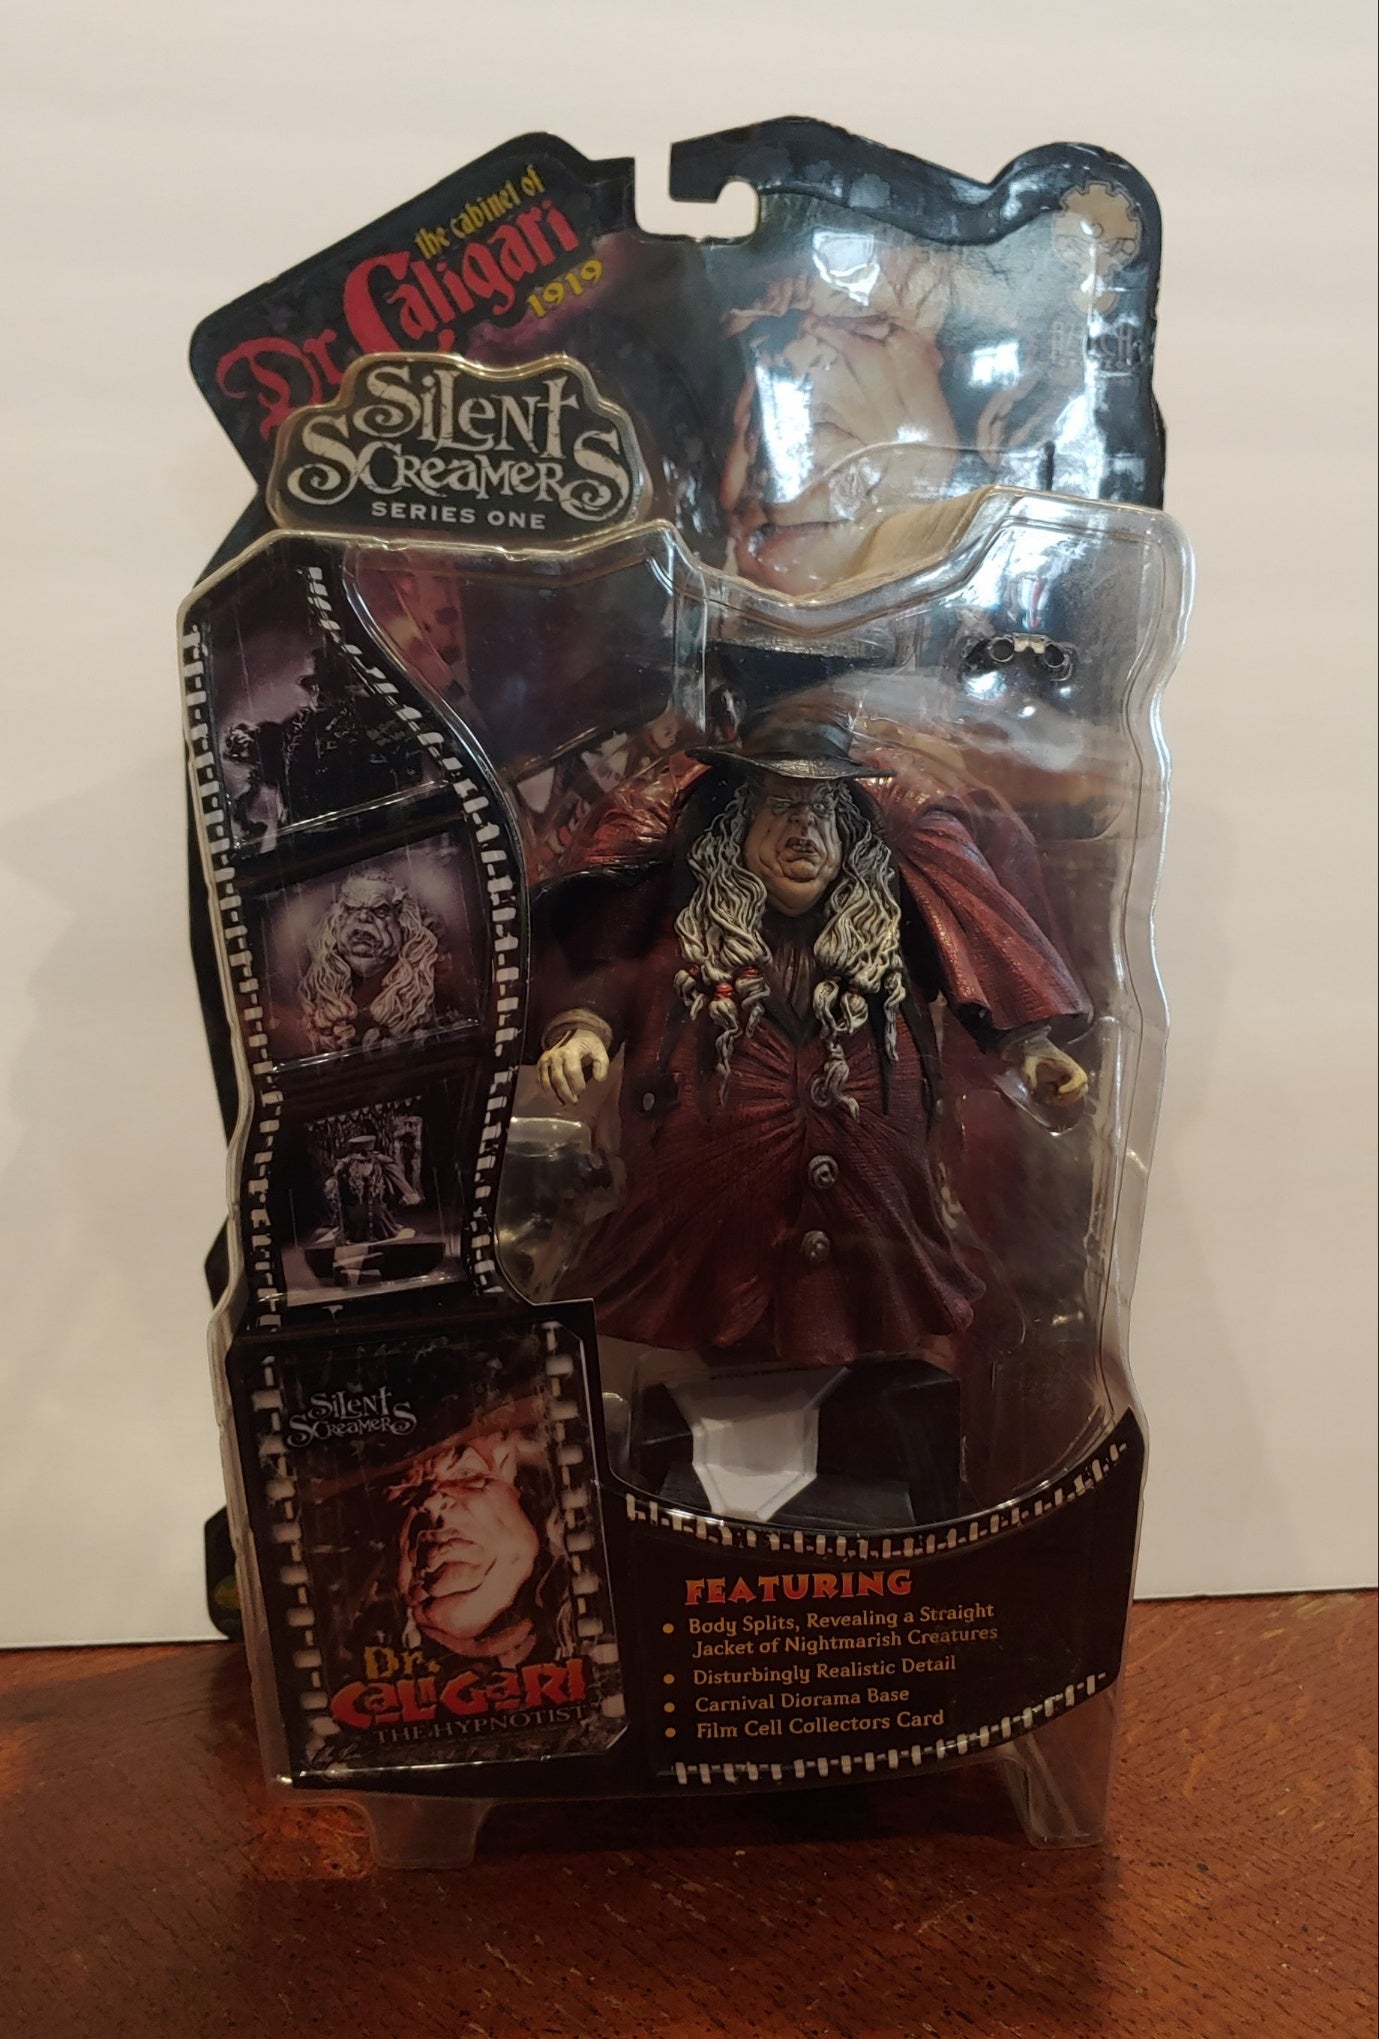 the cabinet of
Dr. Caligari
1919
Silent
Screamers
SERIES ONE
Silent
Screamers
Dr.
CALIGARI
THE HYPNOTIST
FEATURING
• Body Splits, Revealing a Straight
Jacket of Nightmarish Creatures
• Disturbingly Realistic Detail
• Carnival Diorama Base
• Film Cell Collectors Card